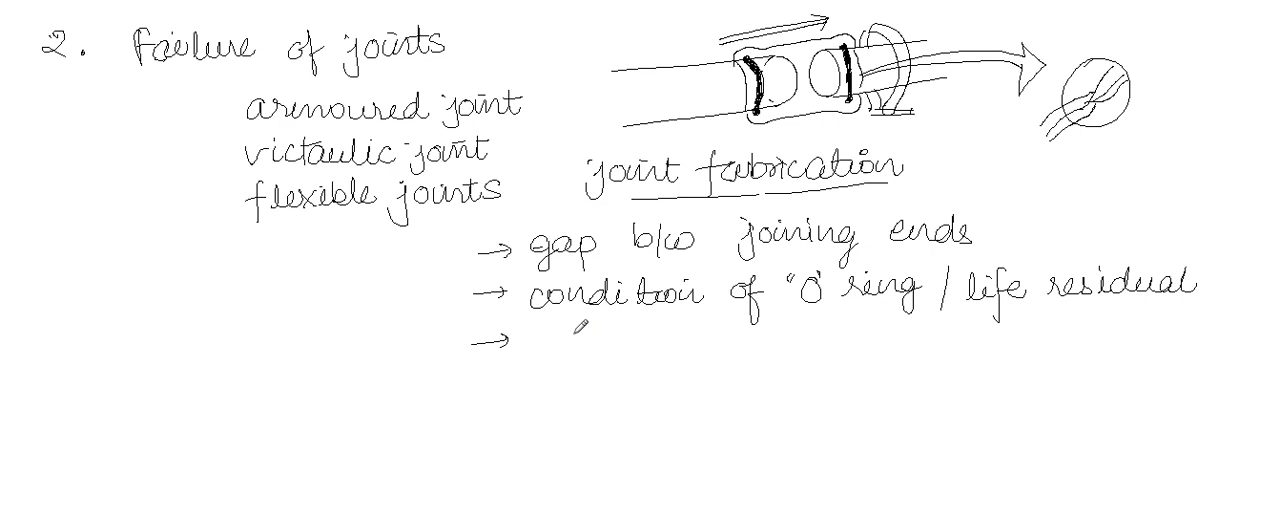 2. Failure of joints
armoured joint
victaulic joint
flexible joints
joint fabrication
→ gap b/w joining ends
→ condition of "O" ring / life residual
→